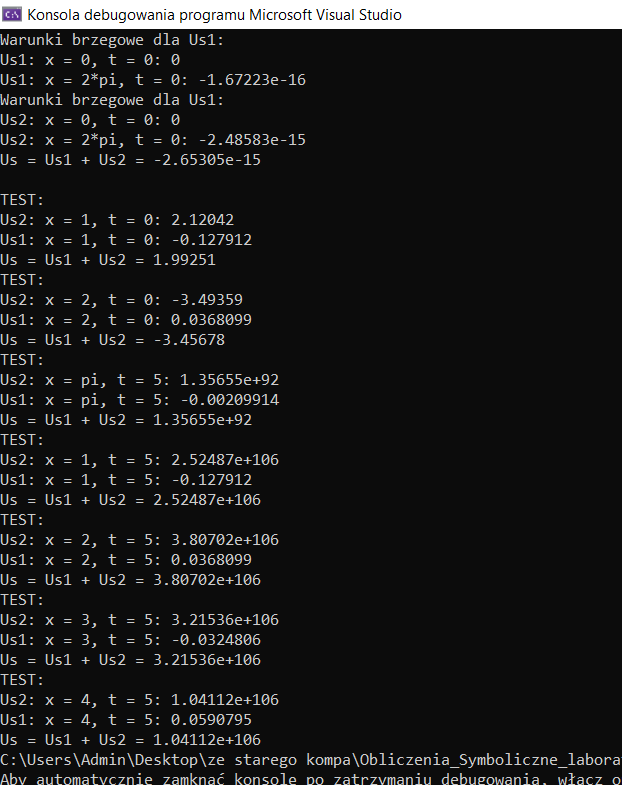 C:\ Konsola debugowania programu Microsoft Visual Studio
Warunki brzegowe dla Us1:
Us1: x = 0, t = 0: 0
Us1: x = 2*pi, t = 0: -1.67223e-16
Warunki brzegowe dla Us1:
Us2: x = 0, t = 0: 0
Us2: x = 2*pi, t = 0: -2.48583e-15
Us = Us1 + Us2 = -2.65305e-15
TEST:
Us2: x = 1, t = 0: 2.12042
Us1: x = 1, t = 0: -0.127912
Us = Us1 + Us2 = 1.99251
TEST:
Us2: x = 2, t = 0: -3.49359
Us1: x = 2, t = 0: 0.0368099
Us = Us1 + Us2 = -3.45678
TEST:
Us2: x = pi, t = 5: 1.35655e+92
Us1: x = pi, t = 5: -0.00209914
Us = Us1 + Us2 = 1.35655e+92
TEST:
Us2: x = 1, t = 5: 2.52487e+106
Us1: x = 1, t = 5: -0.127912
Us = Us1 + Us2 = 2.52487e+106
TEST:
Us2: x = 2, t = 5: 3.80702e+106
Us1: x = 2, t = 5: 0.0368099
Us = Us1 + Us2 = 3.80702e+106
TEST:
Us2: x = 3, t = 5: 3.21536e+106
Us1: x = 3, t = 5: -0.0324806
Us = Us1 + Us2 = 3.21536e+106
TEST:
Us2: x = 4, t = 5: 1.04112e+106
Us1: x = 4, t = 5: 0.0590795
Us = Us1 + Us2 = 1.04112e+106
C:\Users\Admin\Desktop\ze starego kompa\Obliczenia_Symboliczne_labora
Aby automatycznie zamknąć konsolę po zatrzymaniu debugowania, włącz o